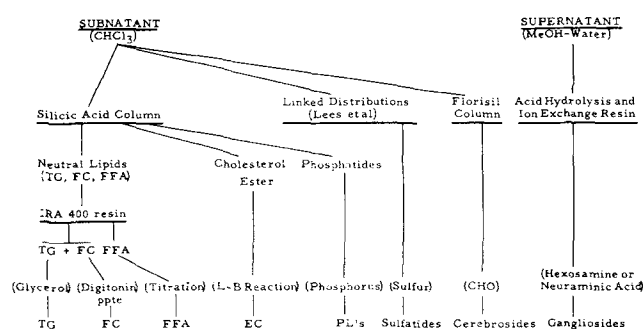 SUBNATANT
(CHCl3)
SUPERNATANT
(MeOH-Water)
Silicic Acid Column
Linked Distributions
(Lees et al)
Florisil
Column
Acid Hydrolysis and
Ion Exchange Resin
Neutral Lipids
(TG, FC, FFA)
Cholesterol
Ester
Phosphatides
IRA 400 resin
TG + FC FFA
(Glycerol) (Digitonin ppte) (Titration) (L-B Reaction) (Phosphorus) (Sulfur) (CHO) (Hexosamine or Neuraminic Acid)
TG FC FFA EC PL's Sulfatides Cerebrosides Gangliosides